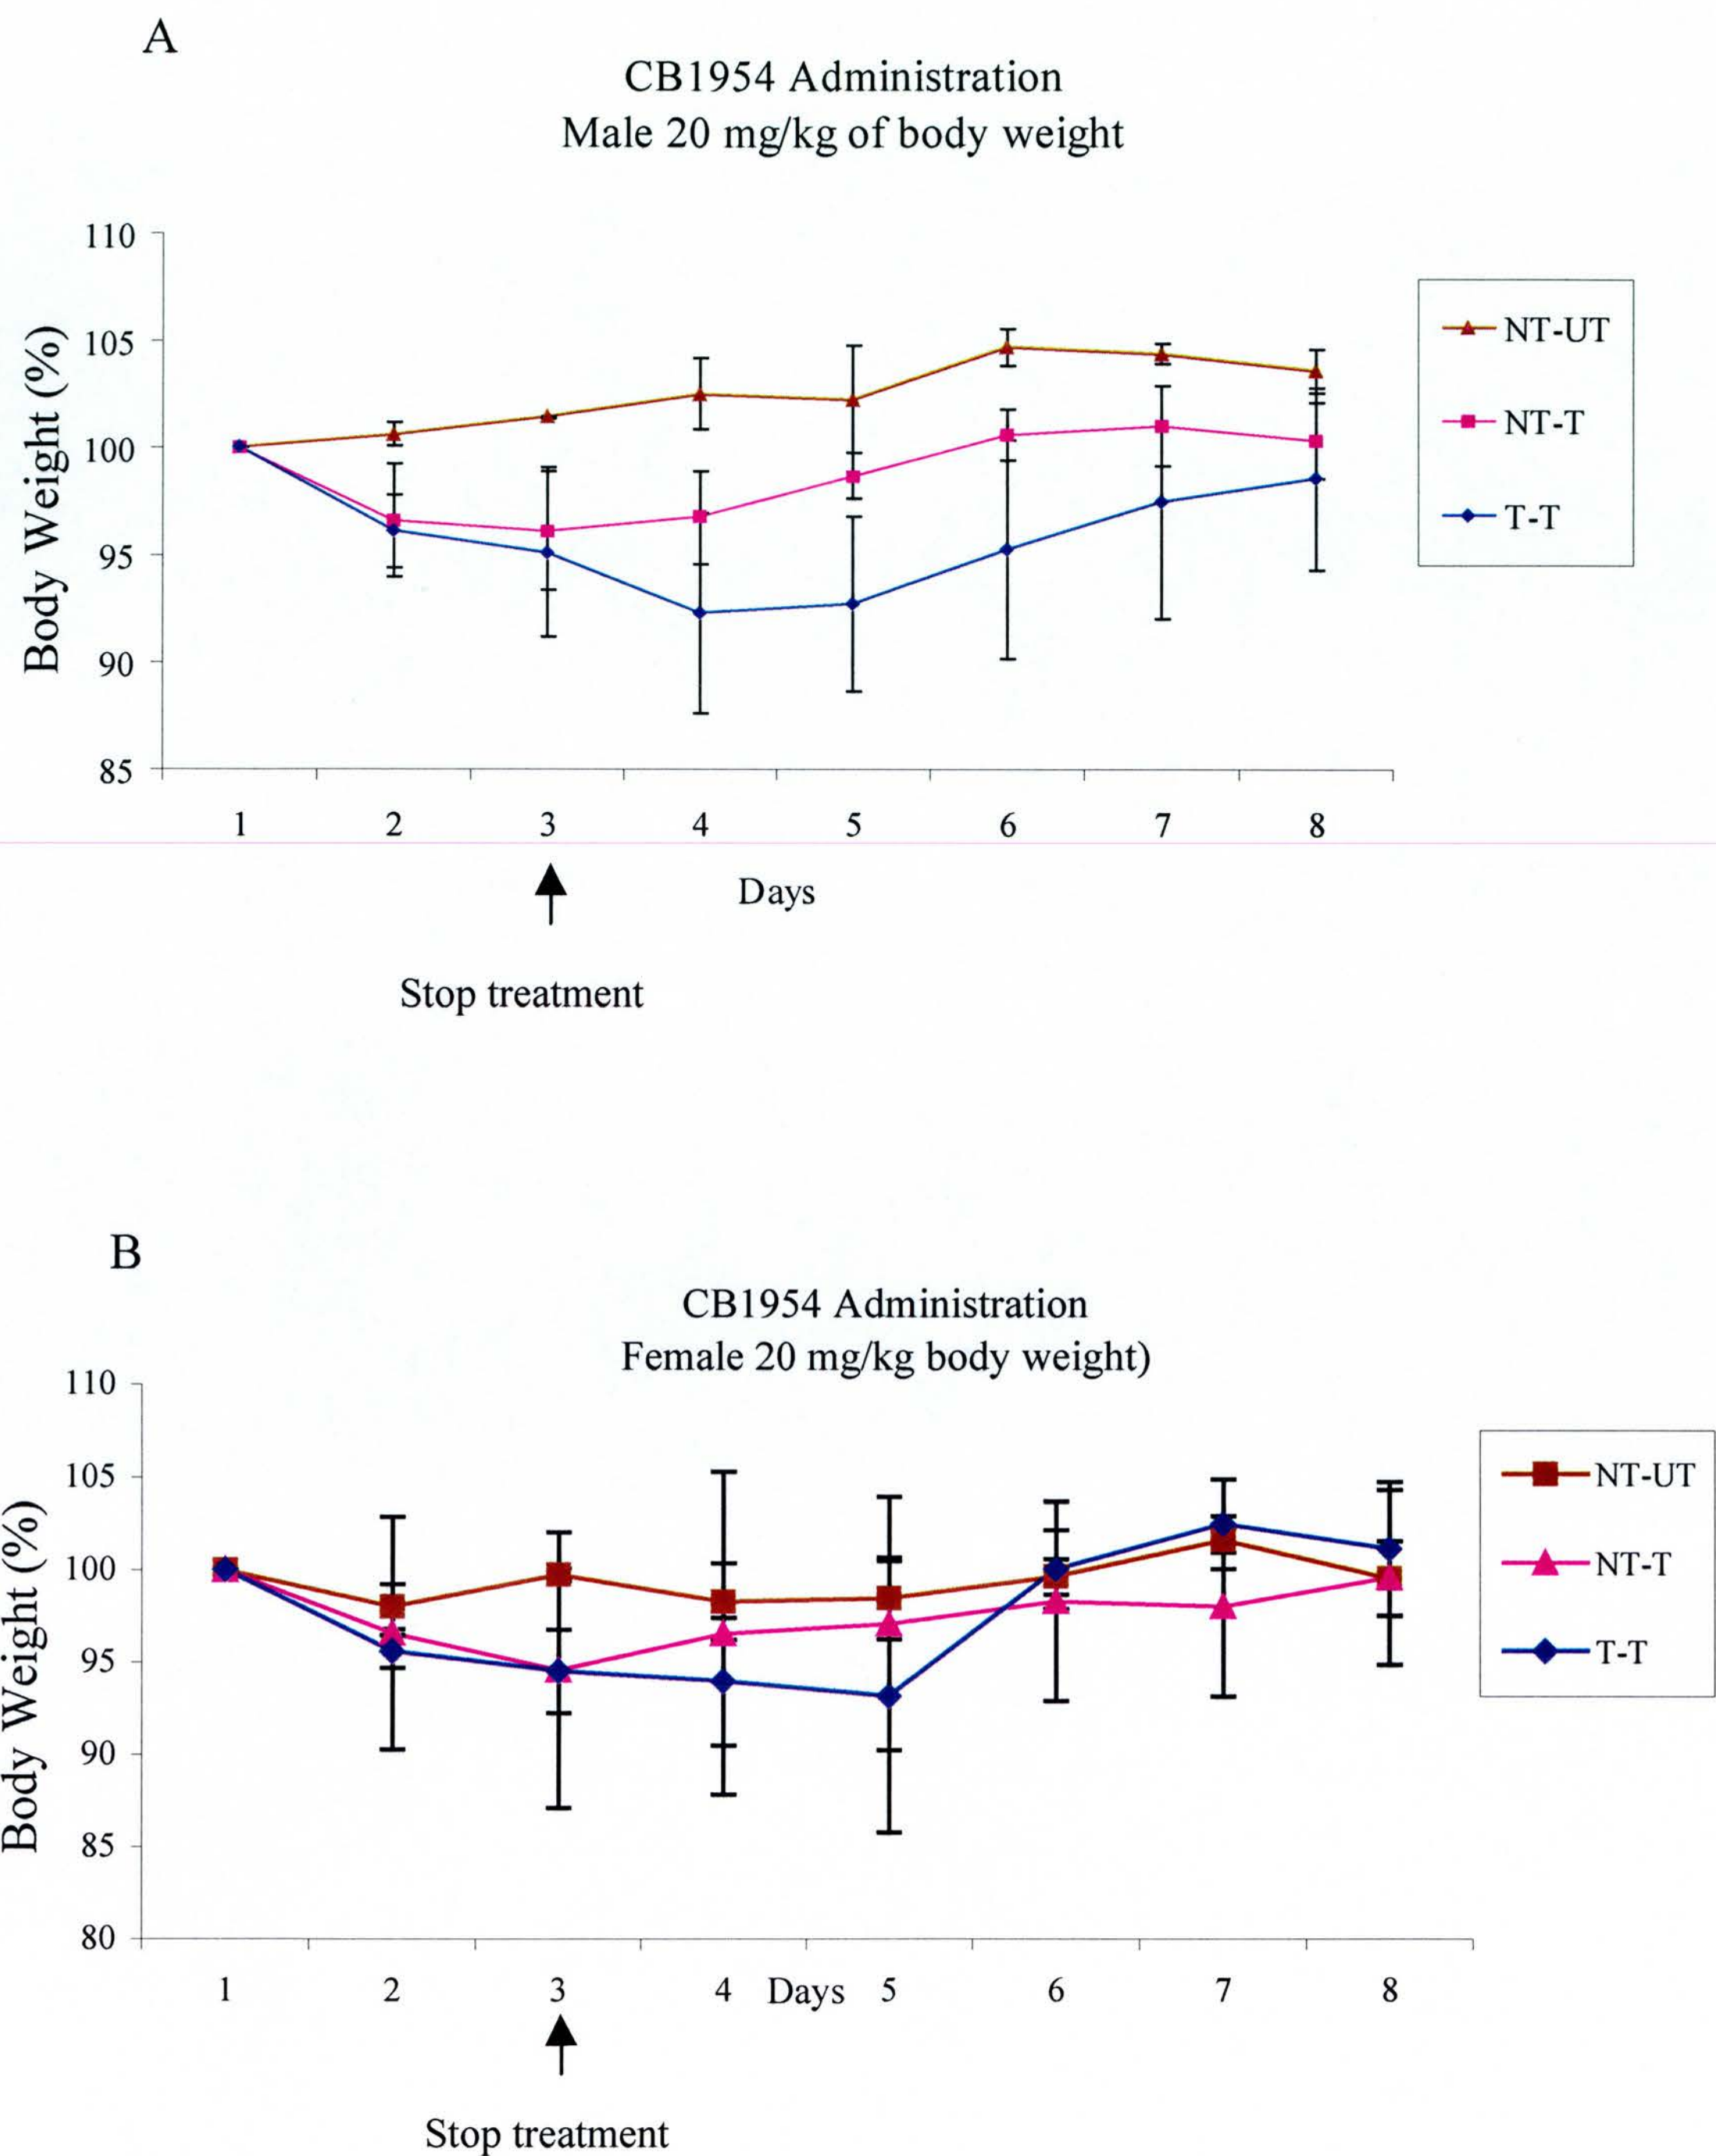 A
CB1954 Administration
Male 20 mg/kg of body weight
110
105
100
95
90
85
Body Weight (%)
1 2 3 4 5 6 7 8
Days
Stop treatment
NT-UT
NT-T
T-T
B
CB1954 Administration
Female 20 mg/kg body weight)
110
105
100
95
90
85
80
Body Weight (%)
1 2 3 4 Days 5 6 7 8
Stop treatment
NT-UT
NT-T
T-T